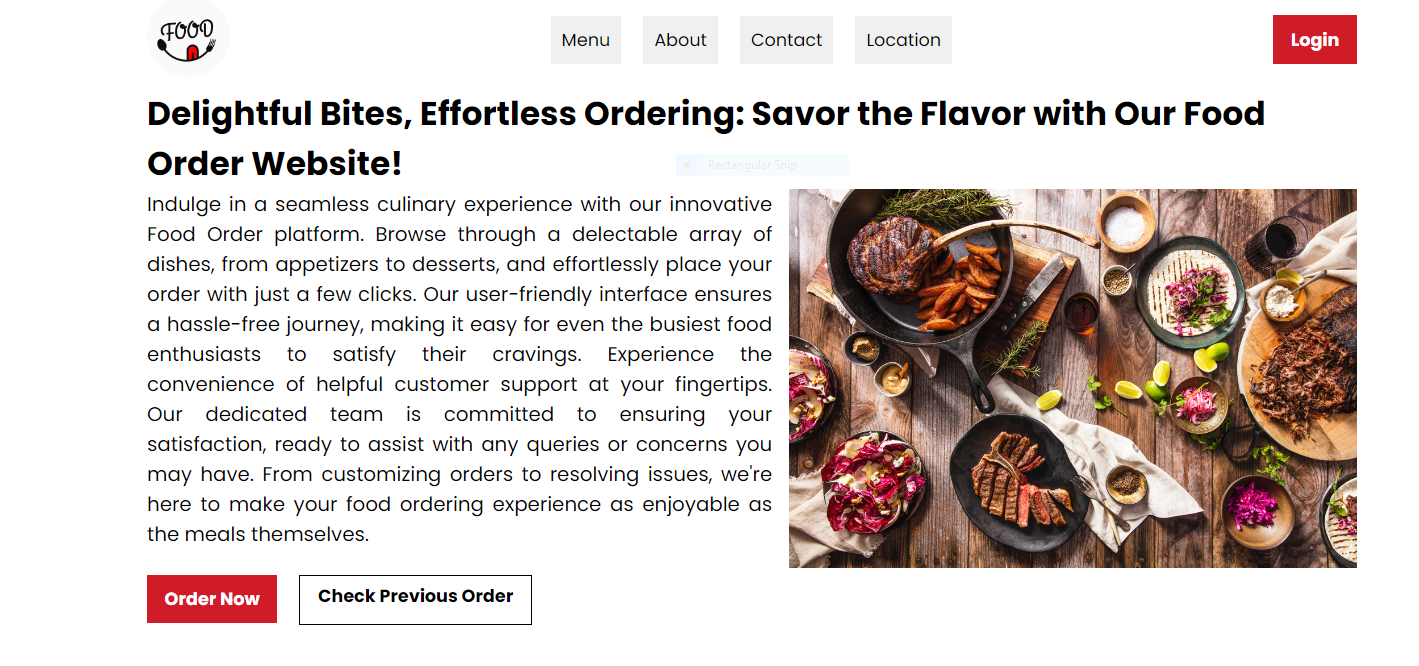 FOOD
Menu About Contact Location
Login
Delightful Bites, Effortless Ordering: Savor the Flavor with Our Food
Order Website!
Rectangular Snip
Indulge in a seamless culinary experience with our innovative
Food Order platform. Browse through a delectable array of
dishes, from appetizers to desserts, and effortlessly place your
order with just a few clicks. Our user-friendly interface ensures
a hassle-free journey, making it easy for even the busiest food
enthusiasts to satisfy their cravings. Experience the
convenience of helpful customer support at your fingertips.
Our dedicated team is committed to ensuring your
satisfaction, ready to assist with any queries or concerns you
may have. From customizing orders to resolving issues, we're
here to make your food ordering experience as enjoyable as
the meals themselves.
Order Now
Check Previous Order